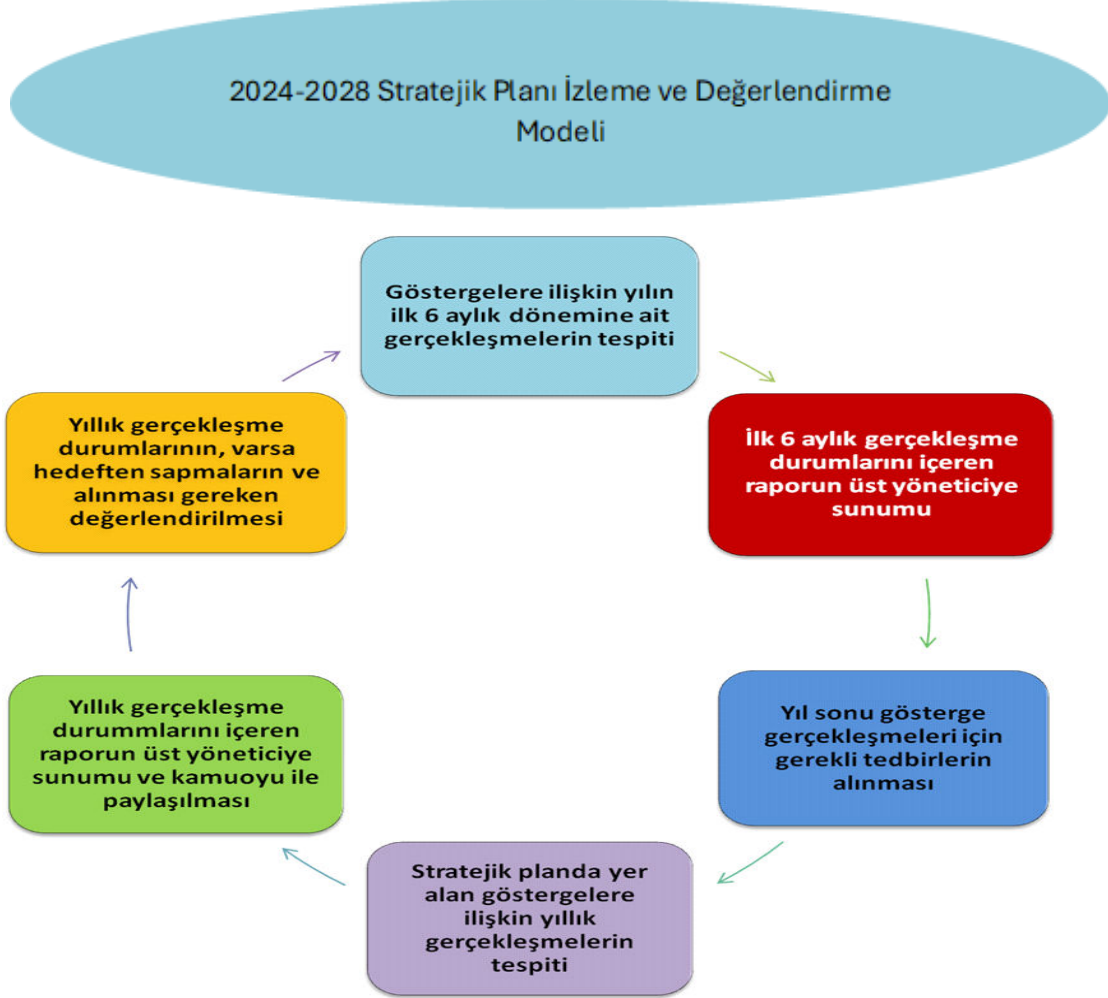 2024-2028 Stratejik Planı İzleme ve Değerlendirme
Modeli
Göstergelere ilişkin yılın
ilk 6 aylık dönemine ait
gerçekleşmelerin tespiti
İlk 6 aylık gerçekleşme
durumlarını içeren
raporun üst yöneticiye
sunumu
Yıl sonu gösterge
gerçekleşmeleri için
gerekli tedbirlerin
alınması
Stratejik planda yer
alan göstergelere
ilişkin yıllık
gerçekleşmelerin
tespiti
Yıllık gerçekleşme
durummlarını içeren
raporun üst yöneticiye
sunumu ve kamuoyu ile
paylaşılması
Yıllık gerçekleşme
durumlarının, varsa
hedeften sapmaların ve
alınması gereken
değerlendirilmesi